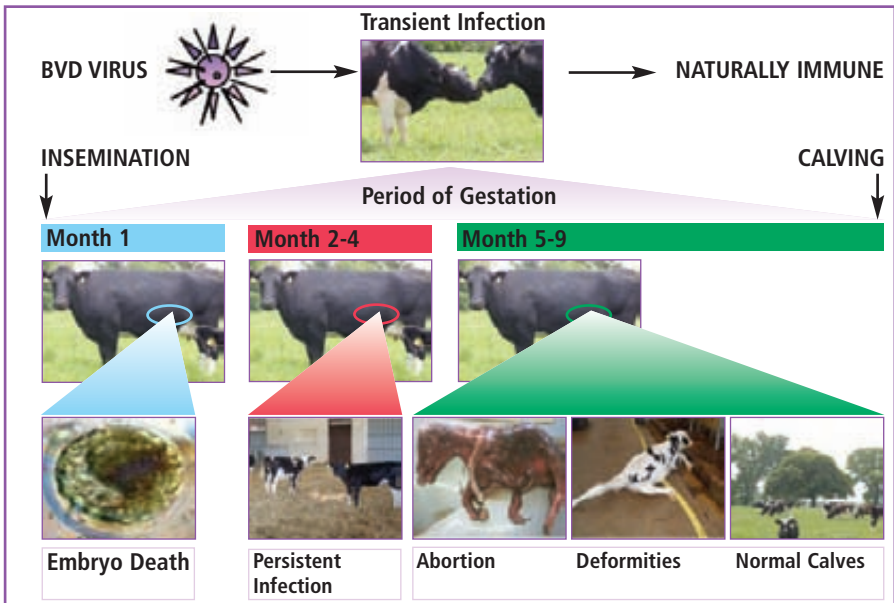 Transient Infection
BVD VIRUS
NATURALLY IMMUNE
INSEMINATION
CALVING
Period of Gestation
Month 1
Month 2-4
Month 5-9
Embryo Death
Persistent
Infection
Abortion
Deformities
Normal Calves